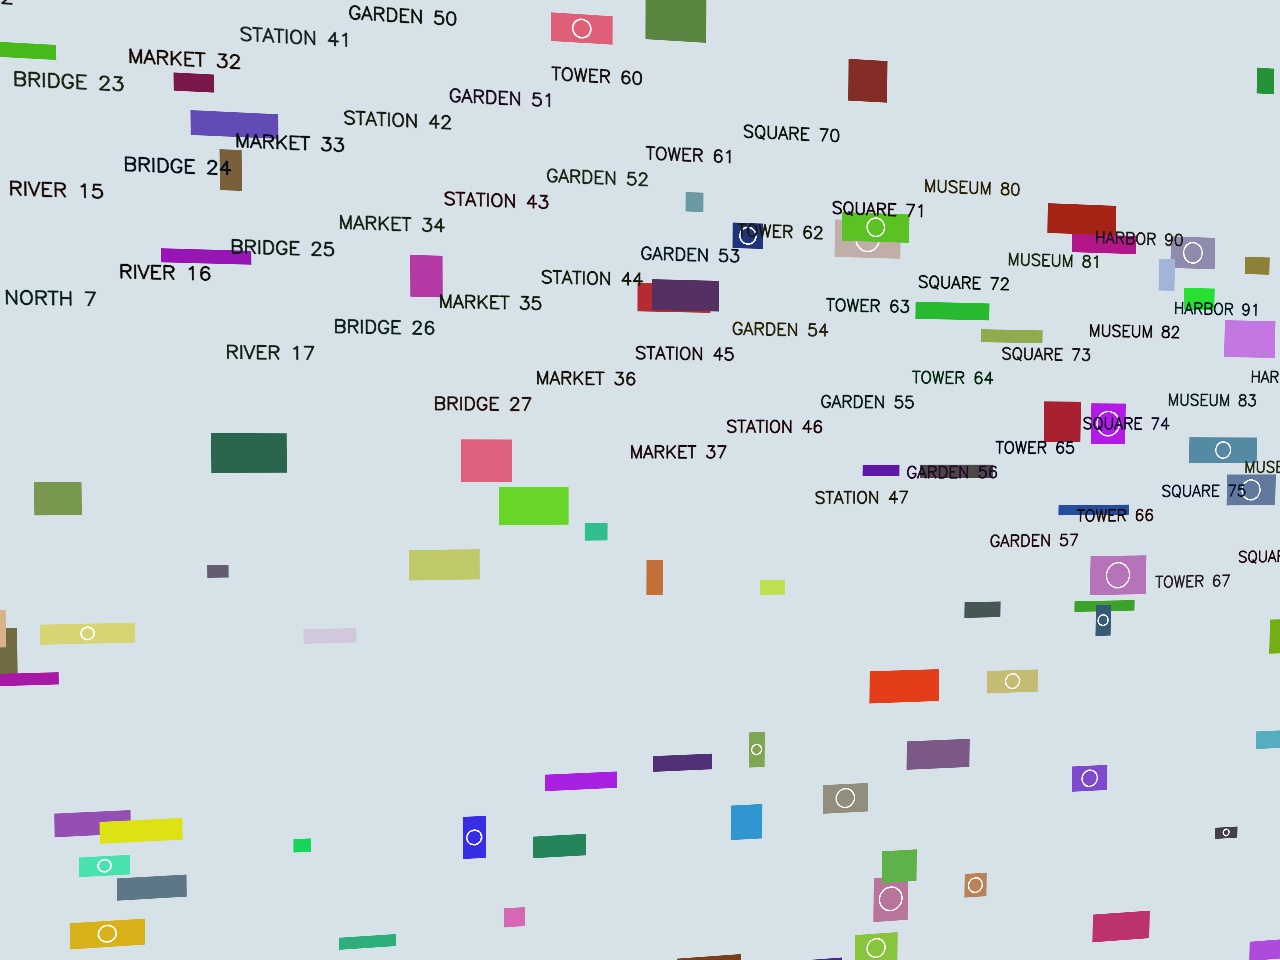 GARDEN 50
STATION 41
MARKET 32
TOWER 60
BRIDGE 23
GARDEN 51
STATION 42
SQUARE 70
MARKET 33
TOWER 61
BRIDGE 24
GARDEN 52
MUSEUM 80
RIVER 15
STATION 43
SQUARE 71
MARKET 34
TOWER 62
HARBOR 90
BRIDGE 25
GARDEN 53
MUSEUM 81
RIVER 16
STATION 44
SQUARE 72
NORTH 7
MARKET 35
TOWER 63
HARBOR 91
BRIDGE 26
GARDEN 54
MUSEUM 82
RIVER 17
STATION 45
SQUARE 73
MARKET 36
TOWER 64
HAR
BRIDGE 27
GARDEN 55
MUSEUM 83
STATION 46
SQUARE 74
MARKET 37
TOWER 65
GARDEN 56
MUSE
STATION 47
SQUARE 75
TOWER 66
GARDEN 57
SQUAR
TOWER 67